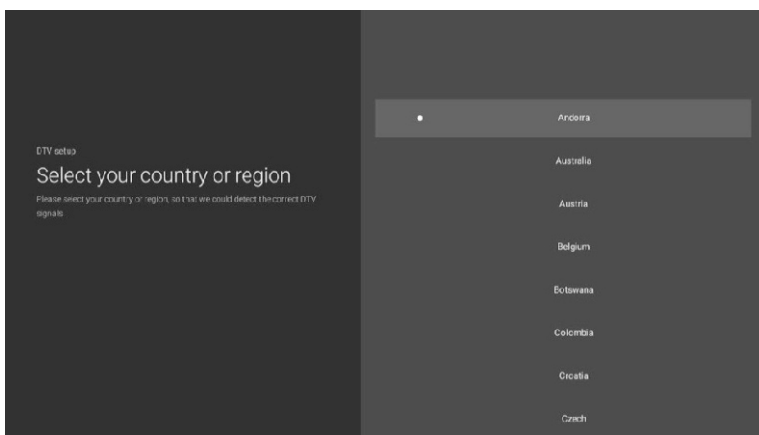 DTV setup
Select your country or region
Please select your country or region, so that we could detect the correct DTV
signals
Andorra
Australia
Austria
Belgium
Botswana
Colombia
Croatia
Czech